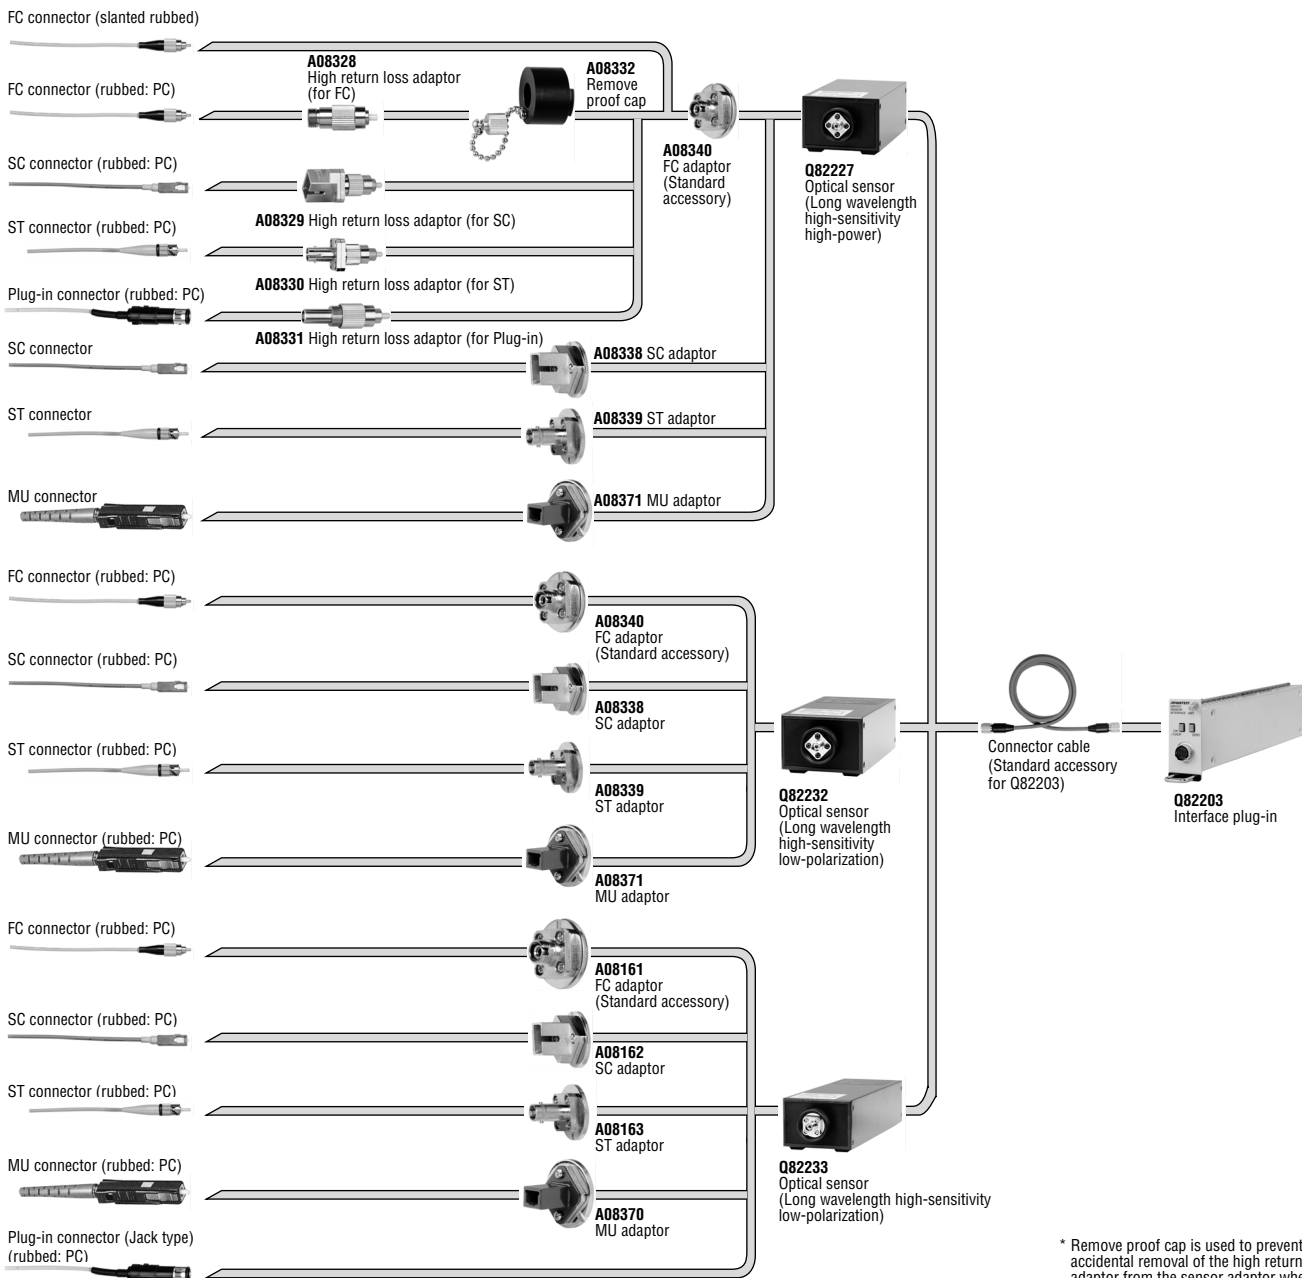 FC connector (slanted rubbed)
FC connector (rubbed: PC)
A08328
High return loss adaptor
(for FC)
A08332
Remove
proof cap
A08340
FC adaptor
(Standard
accessory)
Q82227
Optical sensor
(Long wavelength
high-sensitivity
high-power)
SC connector (rubbed: PC)
A08329 High return loss adaptor (for SC)
ST connector (rubbed: PC)
A08330 High return loss adaptor (for ST)
Plug-in connector (rubbed: PC)
A08331 High return loss adaptor (for Plug-in)
SC connector
A08338 SC adaptor
ST connector
A08339 ST adaptor
MU connector
A08371 MU adaptor
FC connector (rubbed: PC)
A08340
FC adaptor
(Standard accessory)
SC connector (rubbed: PC)
A08338
SC adaptor
ST connector (rubbed: PC)
A08339
ST adaptor
MU connector (rubbed: PC)
A08371
MU adaptor
Q82232
Optical sensor
(Long wavelength
high-sensitivity
low-polarization)
Connector cable
(Standard accessory
for Q82203)
Q82203
Interface plug-in
FC connector (rubbed: PC)
A08161
FC adaptor
(Standard accessory)
SC connector (rubbed: PC)
A08162
SC adaptor
ST connector (rubbed: PC)
A08163
ST adaptor
MU connector (rubbed: PC)
A08370
MU adaptor
Q82233
Optical sensor
(Long wavelength high-sensitivity
low-polarization)
Plug-in connector (Jack type)
(rubbed: PC)
* Remove proof cap is used to prevent
accidental removal of the high return
adaptor from the sensor adaptor